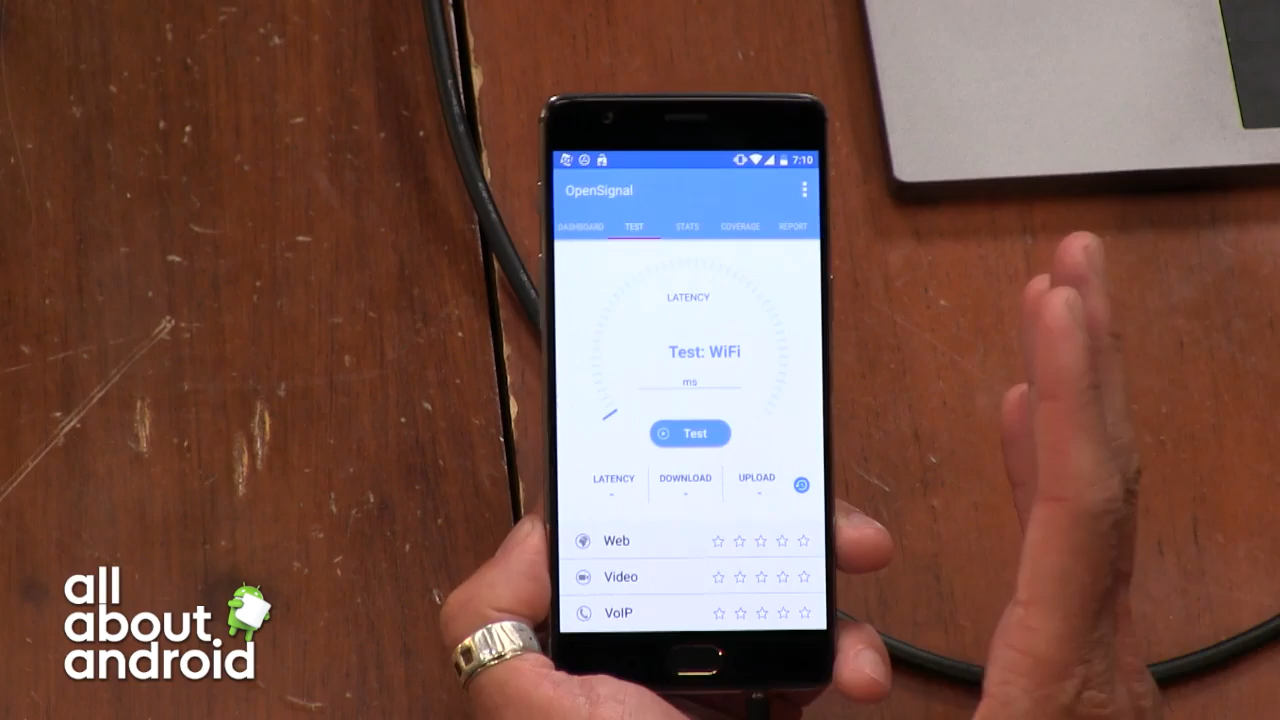 7:10
OpenSignal
DASHBOARD TEST STATS COVERAGE REPORT
LATENCY
Test: WiFi
ms
Test
LATENCY DOWNLOAD UPLOAD
- - -
Web
Video
VoIP
all
about
android